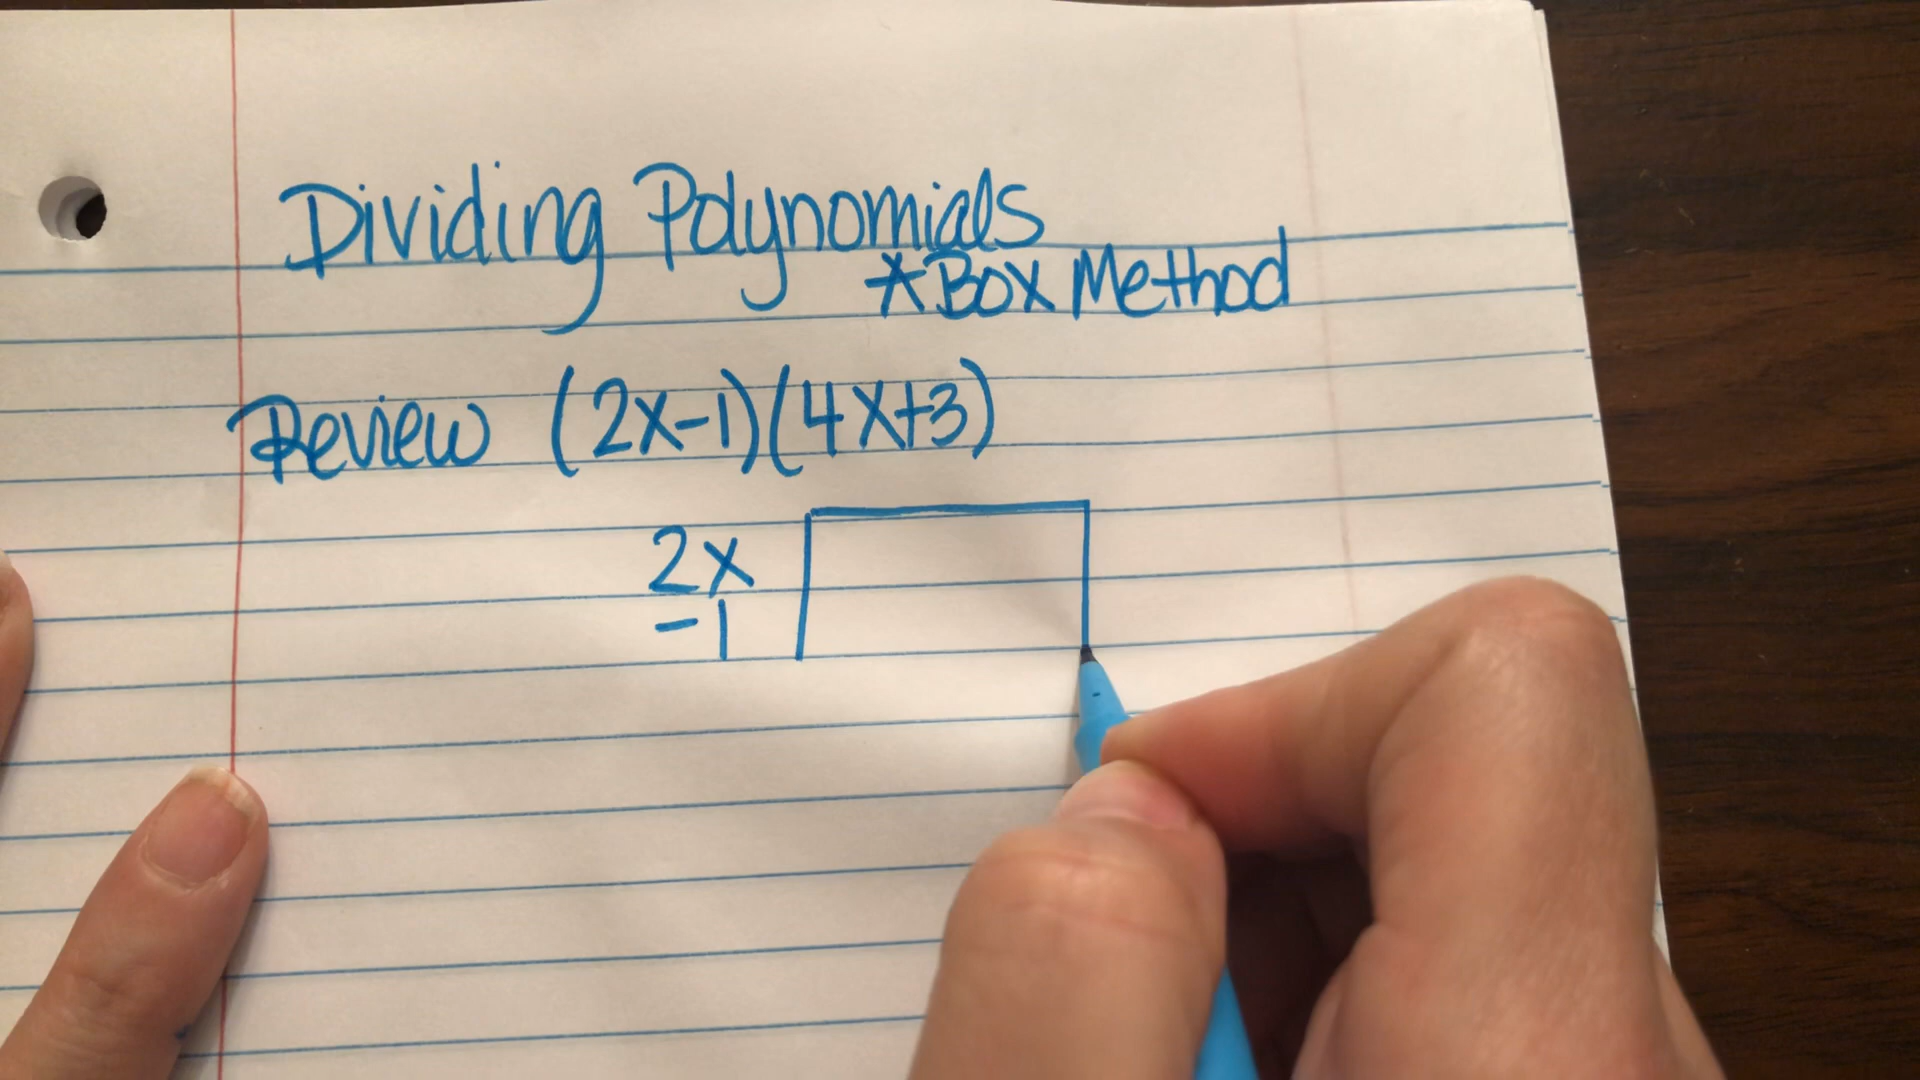 Dividing Polynomials
*Box Method
Review (2x-1)(4x+3)
2x
-1